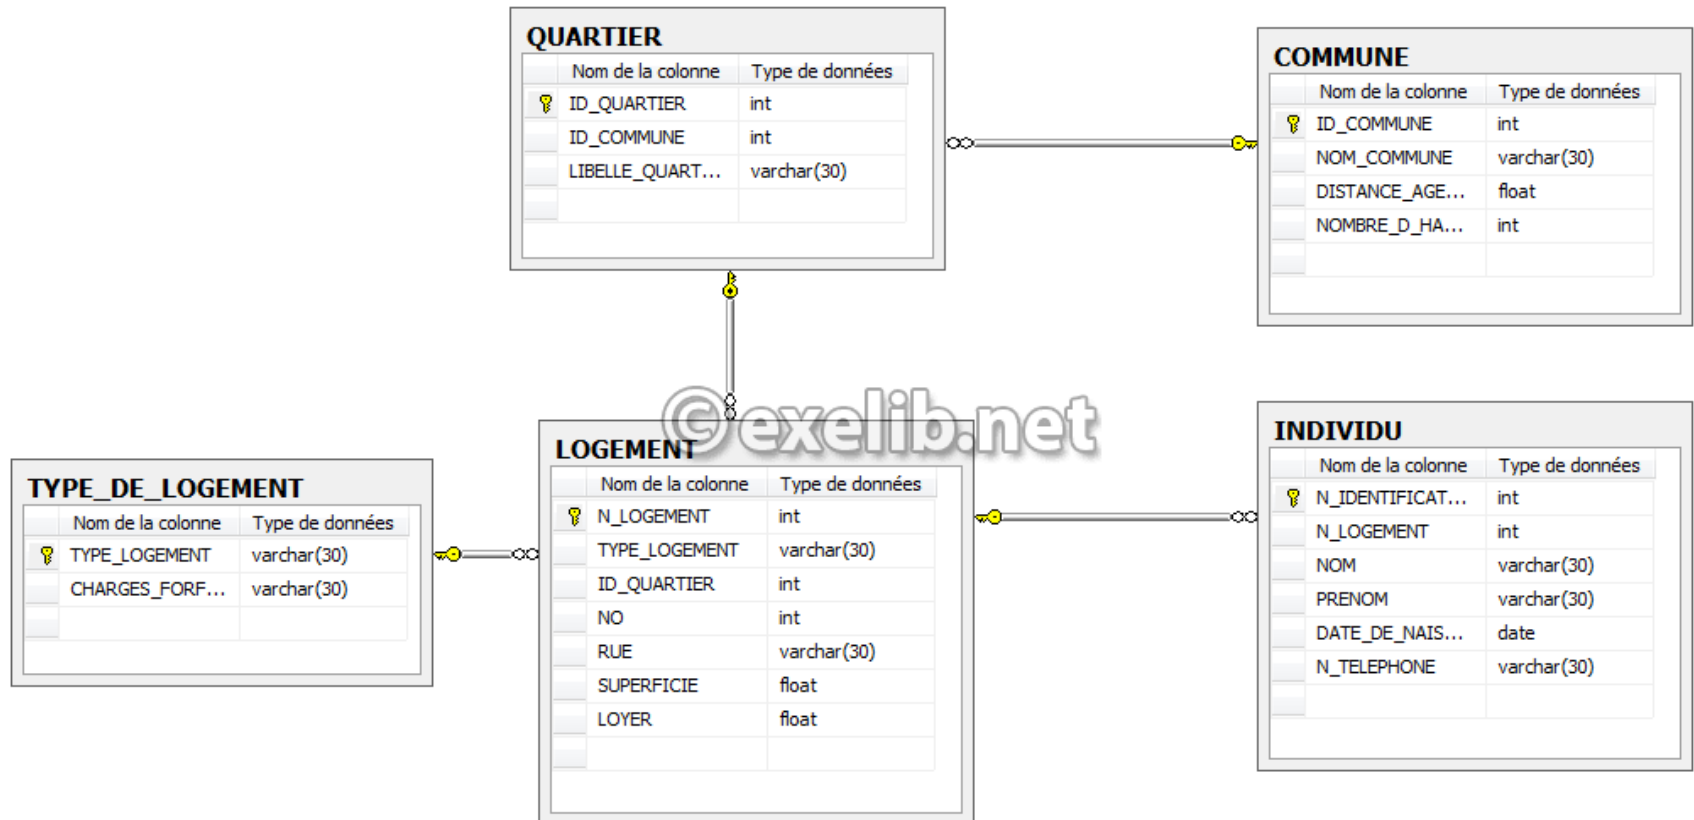 QUARTIER
Nom de la colonne Type de données
ID_QUARTIER int
ID_COMMUNE int
LIBELLE_QUART... varchar(30)
COMMUNE
Nom de la colonne Type de données
ID_COMMUNE int
NOM_COMMUNE varchar(30)
DISTANCE_AGE... float
NOMBRE_D_HA... int
©exelib.net
TYPE_DE_LOGEMENT
Nom de la colonne Type de données
TYPE_LOGEMENT varchar(30)
CHARGES_FORF... varchar(30)
LOGEMENT
Nom de la colonne Type de données
N_LOGEMENT int
TYPE_LOGEMENT varchar(30)
ID_QUARTIER int
NO int
RUE varchar(30)
SUPERFICIE float
LOYER float
INDIVIDU
Nom de la colonne Type de données
N_IDENTIFICAT... int
N_LOGEMENT int
NOM varchar(30)
PRENOM varchar(30)
DATE_DE_NAIS... date
N_TELEPHONE varchar(30)